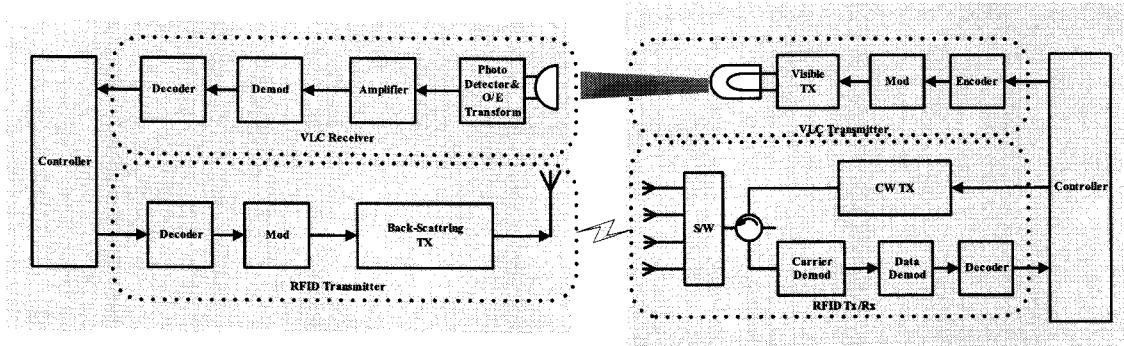 Controller
Decoder
Demod
Amplifier
Photo
Detector&
O/E
Transform
VLC Receiver
Decoder
Mod
Back-Scattring
TX
RFID Transmitter
Visible
TX
Mod
Encoder
VLC Transmitter
S/W
CW TX
Carrier
Demod
Data
Demod
Decoder
RFID Tx/Rx
Controller